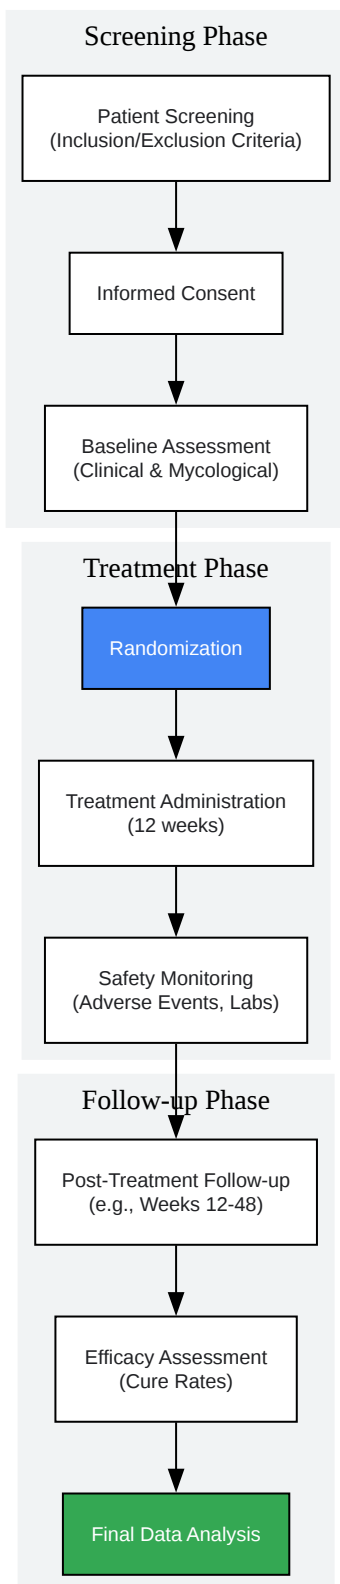 Screening Phase
Patient Screening
(Inclusion/Exclusion Criteria)
Informed Consent
Baseline Assessment
(Clinical & Mycological)
Treatment Phase
Randomization
Treatment Administration
(12 weeks)
Safety Monitoring
(Adverse Events, Labs)
Follow-up Phase
Post-Treatment Follow-up
(e.g., Weeks 12-48)
Efficacy Assessment
(Cure Rates)
Final Data Analysis